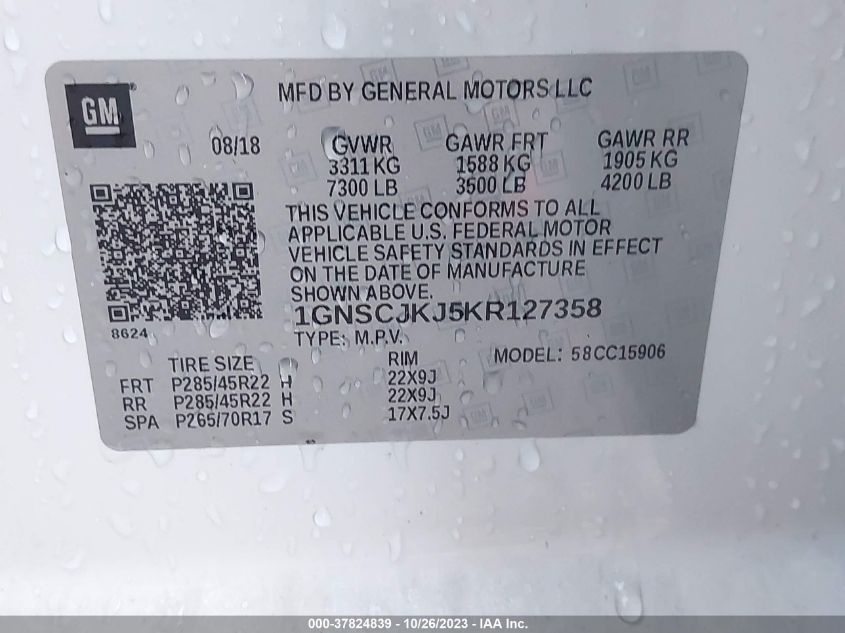 GM
MFD BY GENERAL MOTORS LLC
08/18 GVWR GAWR FRT GAWR RR
3311 KG 1588 KG 1905 KG
7300 LB 3500 LB 4200 LB
THIS VEHICLE CONFORMS TO ALL
APPLICABLE U.S. FEDERAL MOTOR
VEHICLE SAFETY STANDARDS IN EFFECT
ON THE DATE OF MANUFACTURE
SHOWN ABOVE.
1GNSCJKJ5KR127358
8624
TYPE: M.P.V. MODEL: 58CC15906
TIRE SIZE RIM
FRT P285/45R22 H 22X9J
RR P285/45R22 H 22X9J
SPA P265/70R17 S 17X7.5J
000-37824839 - 10/26/2023 - IAA Inc.